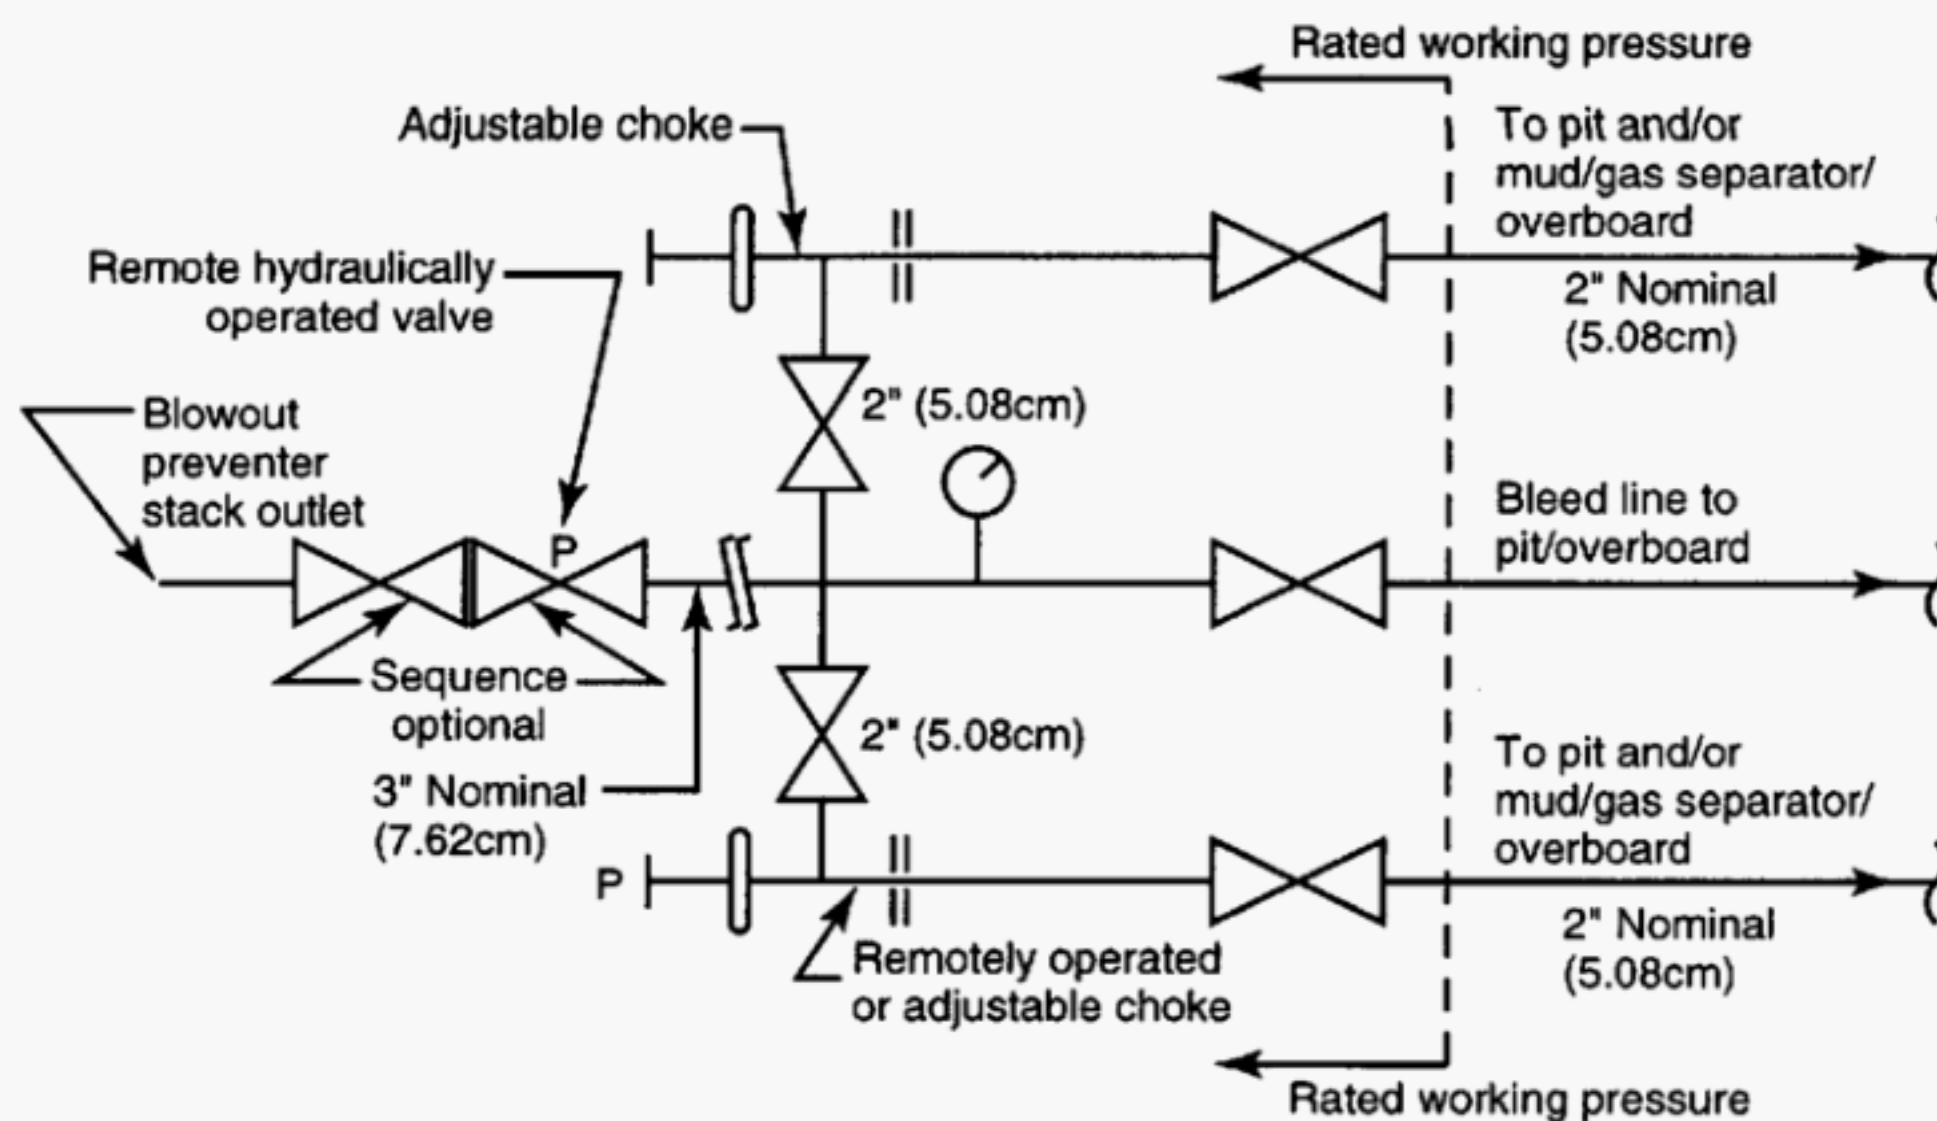 Rated working pressure
Adjustable choke
To pit and/or
mud/gas separator/
overboard
Remote hydraulically
operated valve
2" Nominal
(5.08cm)
Blowout
preventer
stack outlet
2" (5.08cm)
P
Bleed line to
pit/overboard
Sequence
optional
2" (5.08cm)
3" Nominal
(7.62cm)
To pit and/or
mud/gas separator/
overboard
P
2" Nominal
(5.08cm)
Remotely operated
or adjustable choke
Rated working pressure